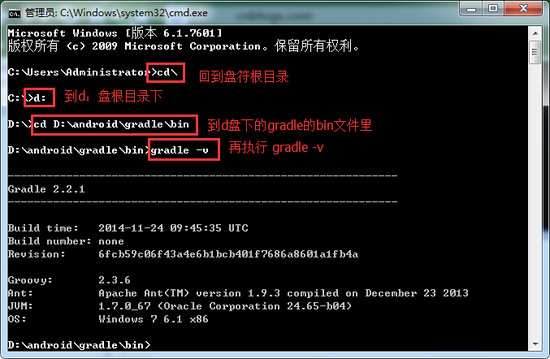 管理员: C:\Windows\system32\cmd.exe
Microsoft Windows [版本 6.1.7601]
版权所有 (c) 2009 Microsoft Corporation。保留所有权利。
C:\Users\Administrator>cd\ 回到盘符根目录
C:\>d: 到d：盘根目录下
D:\>cd D:\android\gradle\bin 到d盘下的gradle的bin文件里
D:\android\gradle\bin>gradle -v 再执行 gradle -v
------------------------------------------------------------
Gradle 2.2.1
------------------------------------------------------------
Build time: 2014-11-24 09:45:35 UTC
Build number: none
Revision: 6fcb59c06f43a4e6b1bcb401f7686a8601a1fb4a
Groovy: 2.3.6
Ant: Apache Ant(TM) version 1.9.3 compiled on December 23 2013
JVM: 1.7.0_67 (Oracle Corporation 24.65-b04)
OS: Windows 7 6.1 x86
D:\android\gradle\bin>